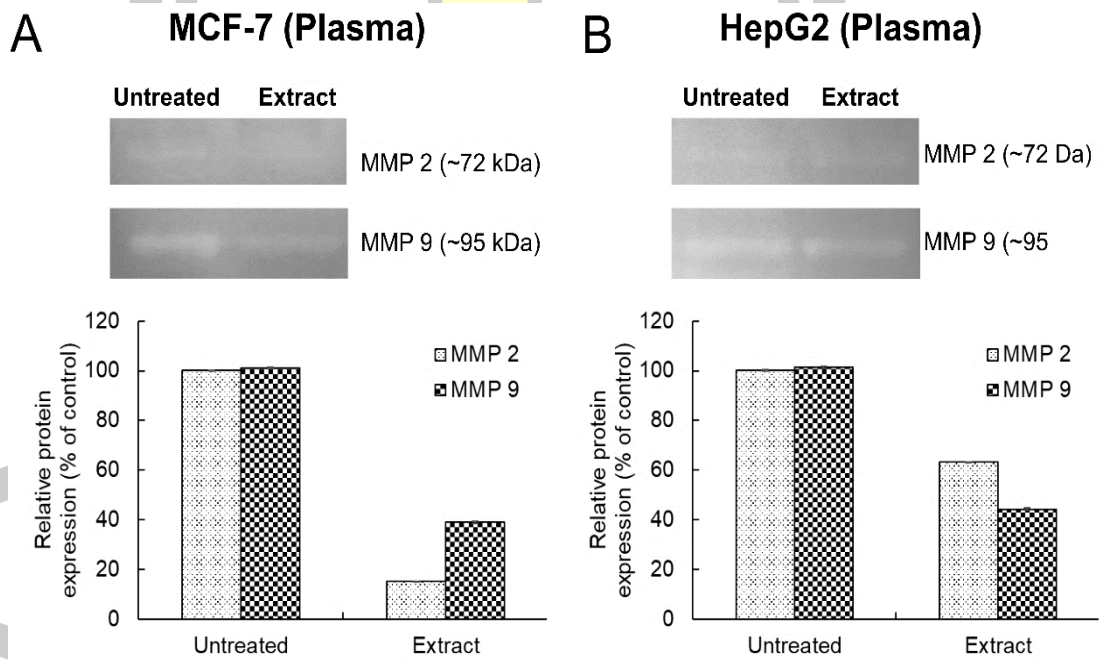 A
MCF-7 (Plasma)
Untreated
Extract
MMP 2 (~72 kDa)
MMP 9 (~95 kDa)
120
100
80
60
40
20
0
Relative protein
expression (% of control)
MMP 2
MMP 9
Untreated
Extract
B
HepG2 (Plasma)
Untreated
Extract
MMP 2 (~72 Da)
MMP 9 (~95
120
100
80
60
40
20
0
Relative protein
expression (% of control)
MMP 2
MMP 9
Untreated
Extract